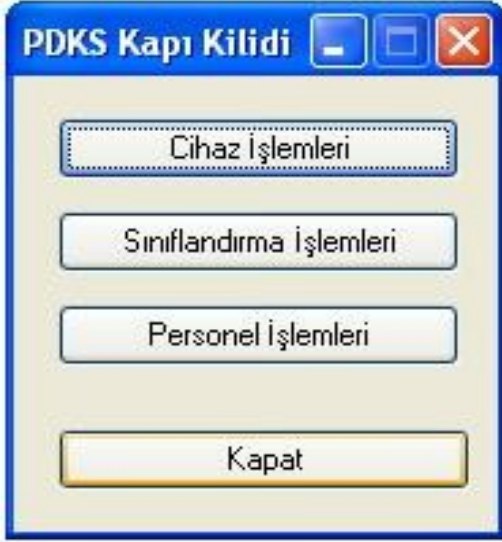 PDKS Kapı Kilidi
Cihaz İşlemleri
Sınıflandırma İşlemleri
Personel İşlemleri
Kapat